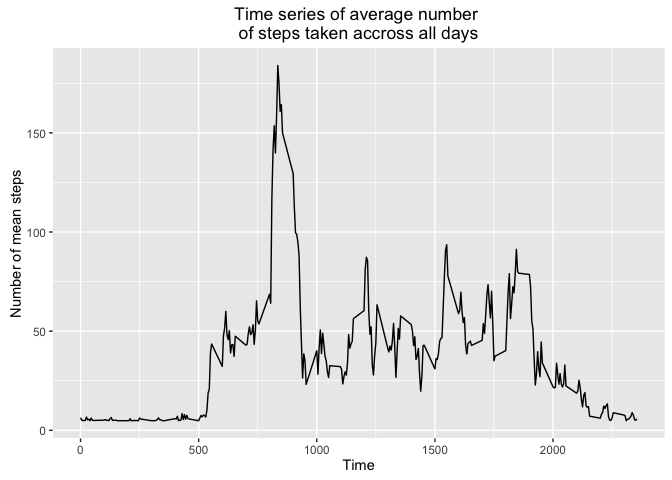 Time series of average number
of steps taken accross all days
Number of mean steps
150
100
50
0
0
500
1000
1500
2000
Time